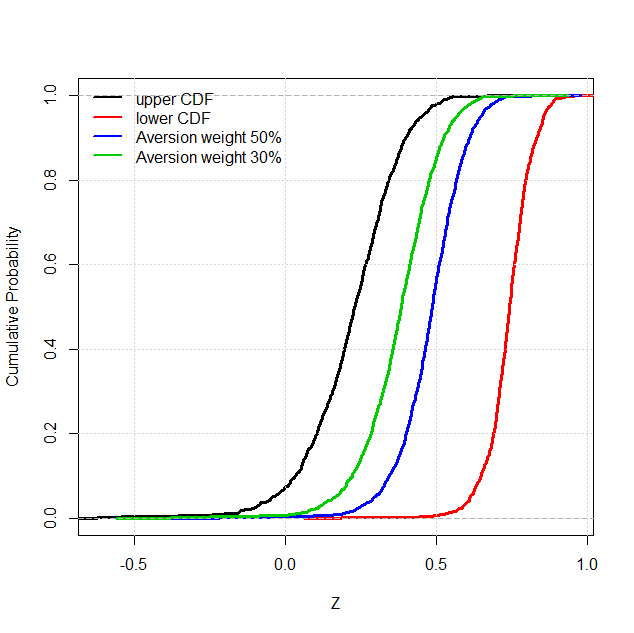 upper CDF
lower CDF
Aversion weight 50%
Aversion weight 30%
Cumulative Probability
1.0
0.8
0.6
0.4
0.2
0.0
-0.5 0.0 0.5 1.0
Z